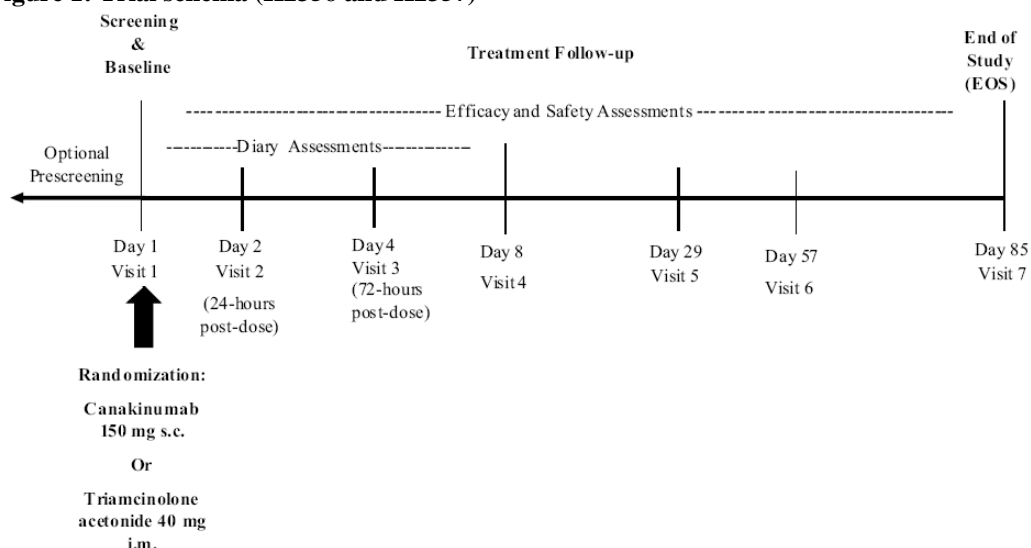 Screening
&
Baseline
Treatment Follow-up
End of
Study
(EOS)
Efficacy and Safety Assessments
Diary Assessments
Optional
Prescreening
Day 1
Visit 1
Day 2
Visit 2
(24-hours
post-dose)
Day 4
Visit 3
(72-hours
post-dose)
Day 8
Visit 4
Day 29
Visit 5
Day 57
Visit 6
Day 85
Visit 7
Randomization:
Canakinumab
150 mg s.c.
Or
Triamcinolone
acetonide 40 mg
i.m.